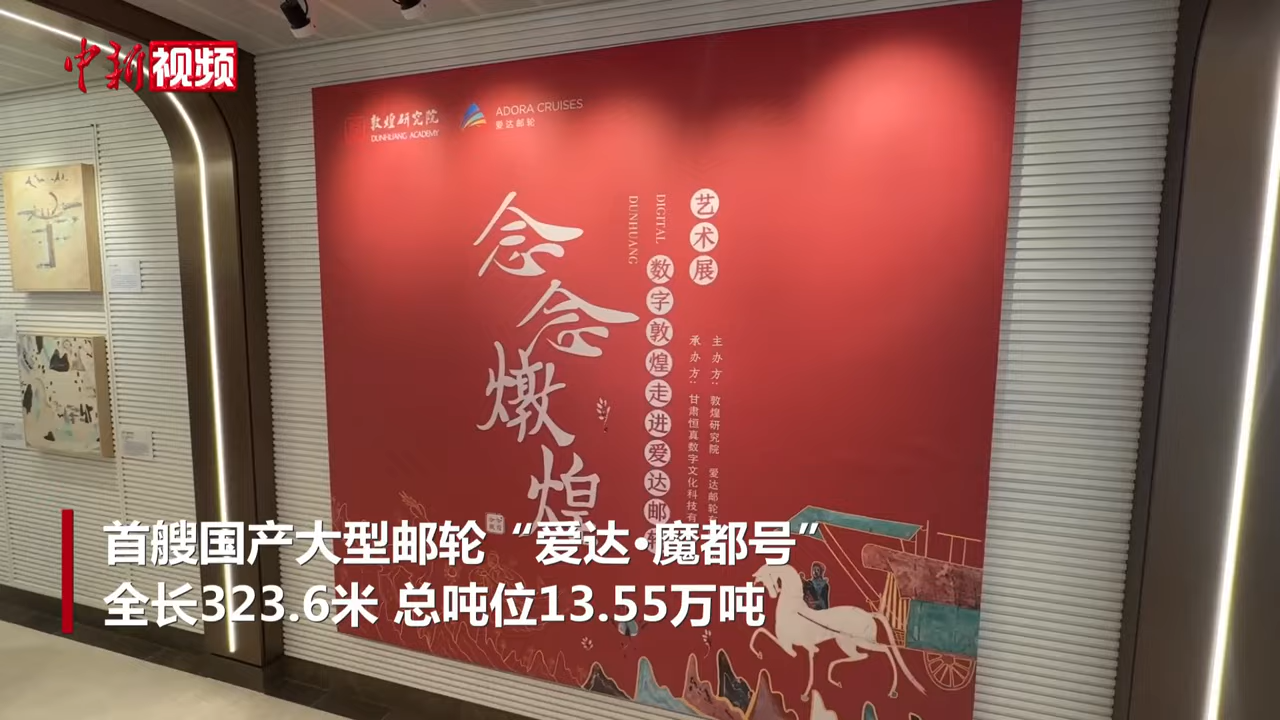 中新视频
敦煌研究院
DUNHUANG ACADEMY
ADORA CRUISES
爱达邮轮
艺术展
DIGITAL
DUNHUANG
数字敦煌走进爱达邮
念念燉煌
主办方：敦煌研究院 爱达邮轮有
承办方：甘肃恒真数字文化科技有
首艘国产大型邮轮“爱达·魔都号”
全长323.6米 总吨位13.55万吨